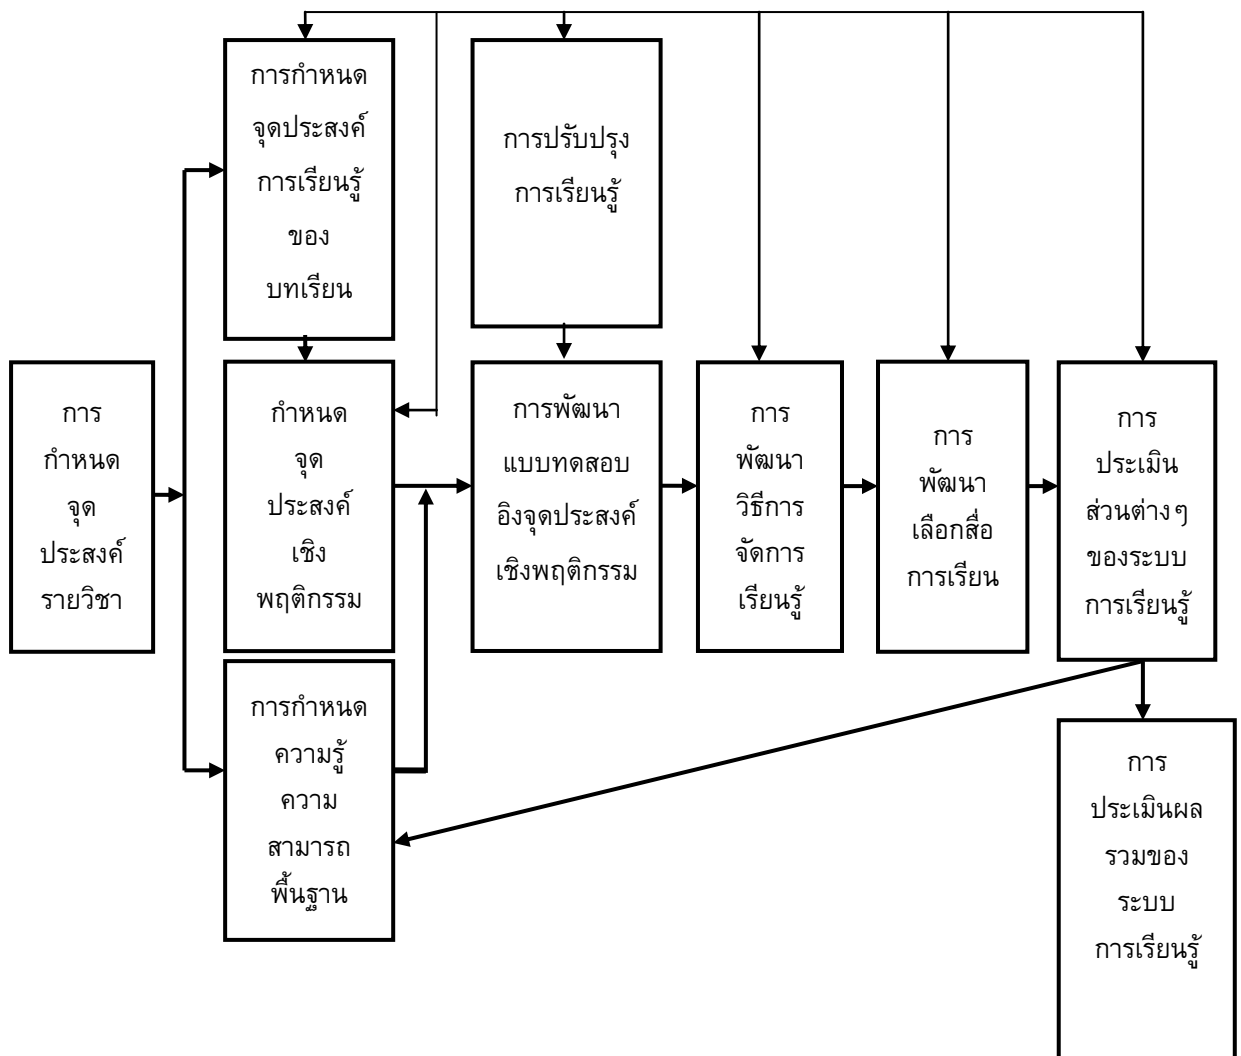 การกำหนด
จุดประสงค์
การเรียนรู้
ของ
บทเรียน
การปรับปรุง
การเรียนรู้
การ
กำหนด
จุด
ประสงค์
รายวิชา
กำหนด
จุด
ประสงค์
เชิง
พฤติกรรม
การพัฒนา
แบบทดสอบ
อิงจุดประสงค์
เชิงพฤติกรรม
การ
พัฒนา
วิธีการ
จัดการ
เรียนรู้
การ
พัฒนา
เลือกสื่อ
การเรียน
การ
ประเมิน
ส่วนต่าง ๆ
ของระบบ
การเรียนรู้
การกำหนด
ความรู้
ความ
สามารถ
พื้นฐาน
การ
ประเมินผล
รวมของ
ระบบ
การเรียนรู้